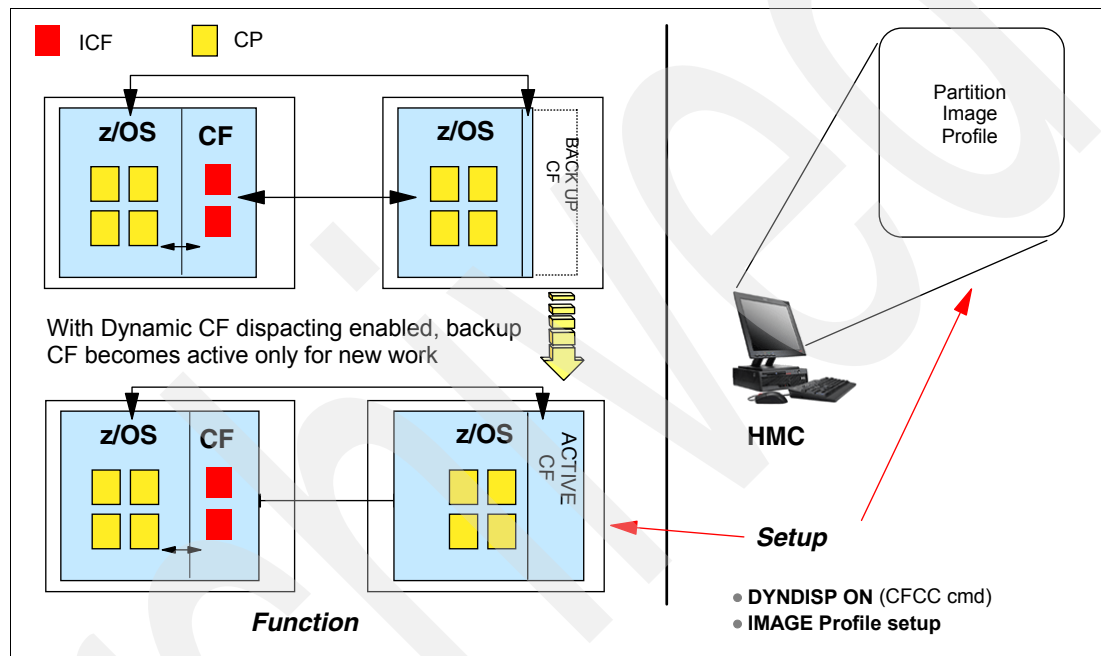 ICF
CP
z/OS
CF
z/OS
BACK UP
CF
With Dynamic CF dispacting enabled, backup
CF becomes active only for new work
z/OS
CF
z/OS
ACTIVE
CF
Function
Partition
Image
Profile
HMC
Setup
• DYNDISP ON (CFCC cmd)
• IMAGE Profile setup